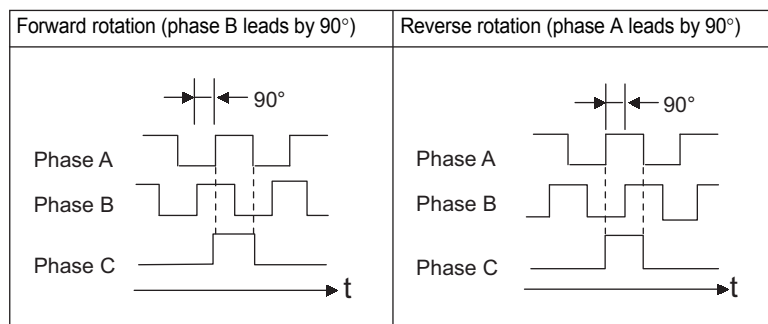 Forward rotation (phase B leads by 90°)
90°
Phase A
Phase B
Phase C
t
Reverse rotation (phase A leads by 90°)
90°
Phase A
Phase B
Phase C
t